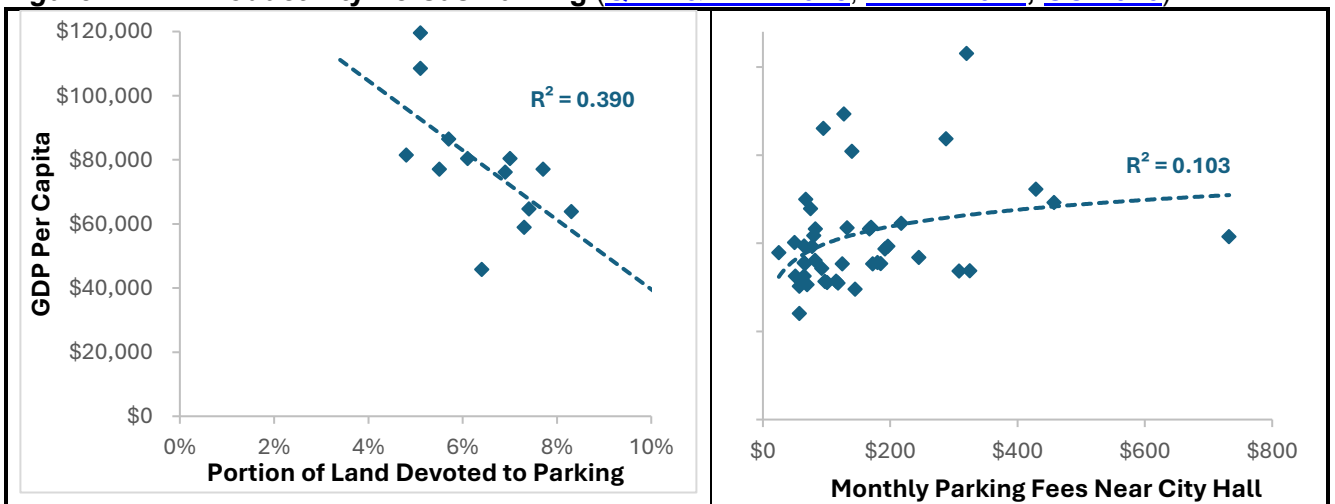 $120,000
$100,000
$80,000
$60,000
$40,000
$20,000
$0
GDP Per Capita
R² = 0.390
0% 2% 4% 6% 8% 10%
Portion of Land Devoted to Parking
R² = 0.103
$0 $200 $400 $600 $800
Monthly Parking Fees Near City Hall